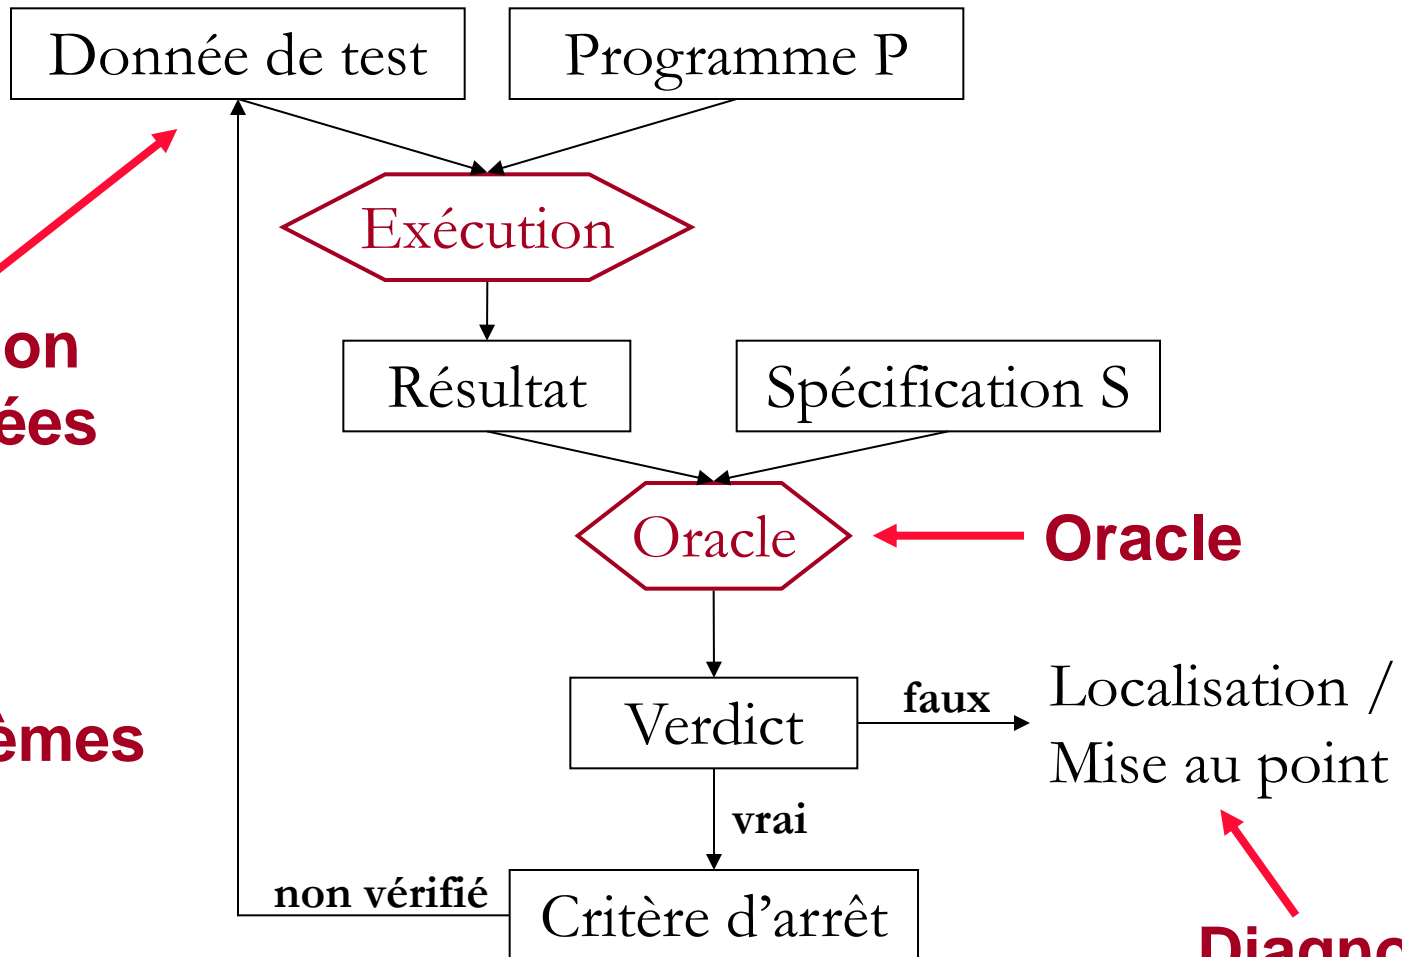 Donnée de test
Programme P
Exécution
on
ées
Résultat
Spécification S
Oracle
Oracle
èmes
Verdict
faux
Localisation /
Mise au point
vrai
non vérifié
Critère d’arrêt
Diagno